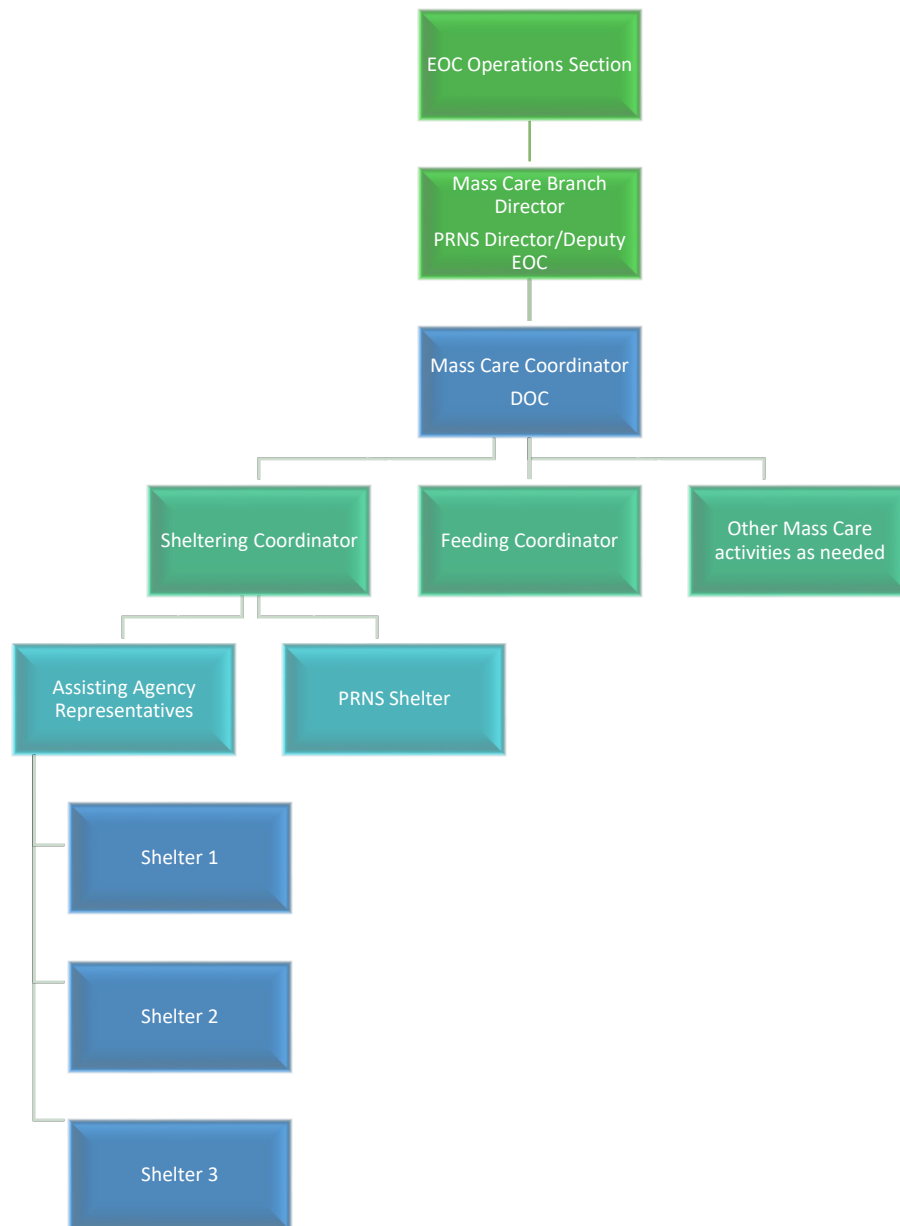 EOC Operations Section
Mass Care Branch
Director
PRNS Director/Deputy
EOC
Mass Care Coordinator
DOC
Sheltering Coordinator
Feeding Coordinator
Other Mass Care
activities as needed
Assisting Agency
Representatives
PRNS Shelter
Shelter 1
Shelter 2
Shelter 3